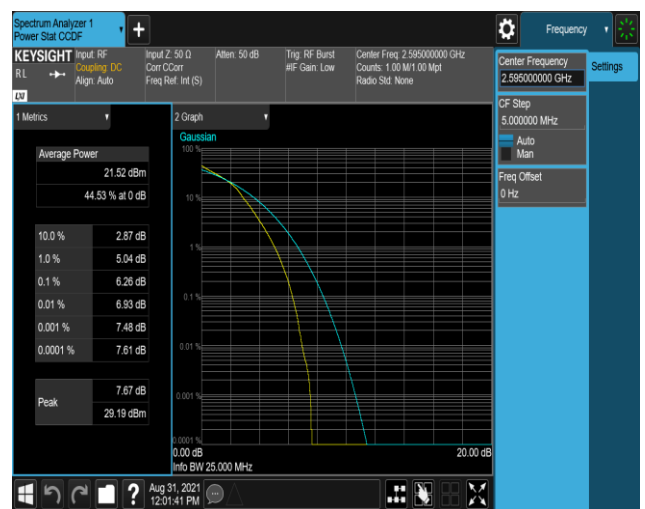 Spectrum Analyzer 1
Power Stat CCDF
Frequency
KEYSIGHT
RL
LXI
Input: RF
Coupling: DC
Align: Auto
Input Z: 50 Ω
Corr CCorr
Freq Ref: Int (S)
Atten: 50 dB
Trig: RF Burst
#IF Gain: Low
Center Freq: 2.595000000 GHz
Counts: 1.00 M/1.00 Mpt
Radio Std: None
Center Frequency
2.595000000 GHz
Settings
CF Step
5.000000 MHz
Auto
Man
Freq Offset
0 Hz
1 Metrics
Average Power
21.52 dBm
44.53 % at 0 dB
10.0 % 2.87 dB
1.0 % 5.04 dB
0.1 % 6.26 dB
0.01 % 6.93 dB
0.001 % 7.48 dB
0.0001 % 7.61 dB
Peak
7.67 dB
29.19 dBm
2 Graph
Gaussian
100 %
10 %
1 %
0.1 %
0.01 %
0.001 %
0.0001 %
0.00 dB 20.00 dB
Info BW 25.000 MHz
?
Aug 31, 2021
12:01:41 PM